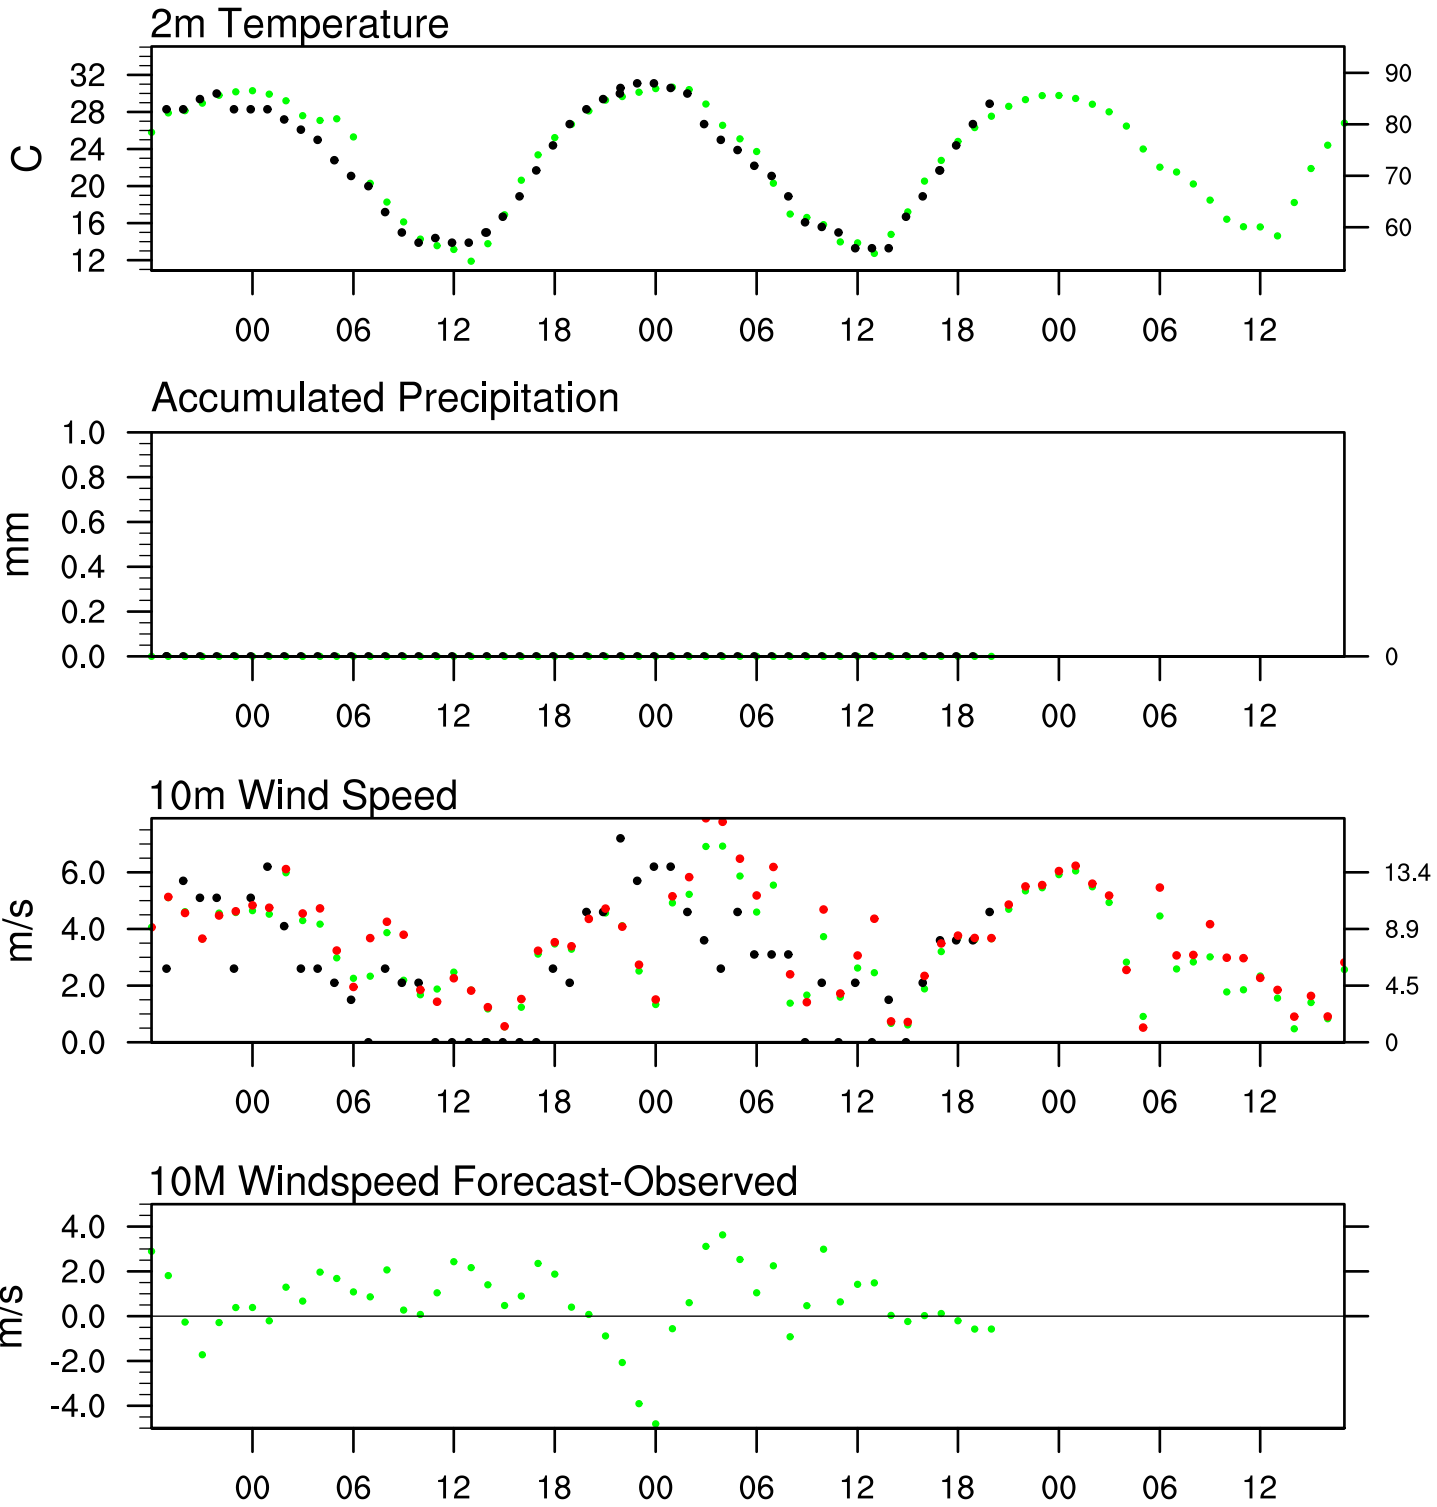 2m Temperature
32 90
28
80
24
C
20 70
16
60
12
00 06 12 18 00 06 12 18 00 06 12
Accumulated Precipitation
1.0
0.8
0.6
mm
0.4
0.2
0.0 0
00 06 12 18 00 06 12 18 00 06 12
10m Wind Speed
6.0 13.4
4.0 8.9
m/s
2.0 4.5
0.0 0
00 06 12 18 00 06 12 18 00 06 12
10M Windspeed Forecast-Observed
4.0
2.0
0.0
m/s
-2.0
-4.0
00 06 12 18 00 06 12 18 00 06 12